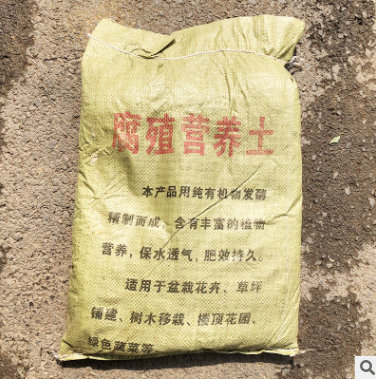 腐殖营养土
本产品用纯有机物发酵
精制而成、含有丰富的植物
营养，保水透气，肥效持久。
适用于盆栽花卉、草坪
铺建、树木移栽、楼顶花园、
绿色蔬菜等